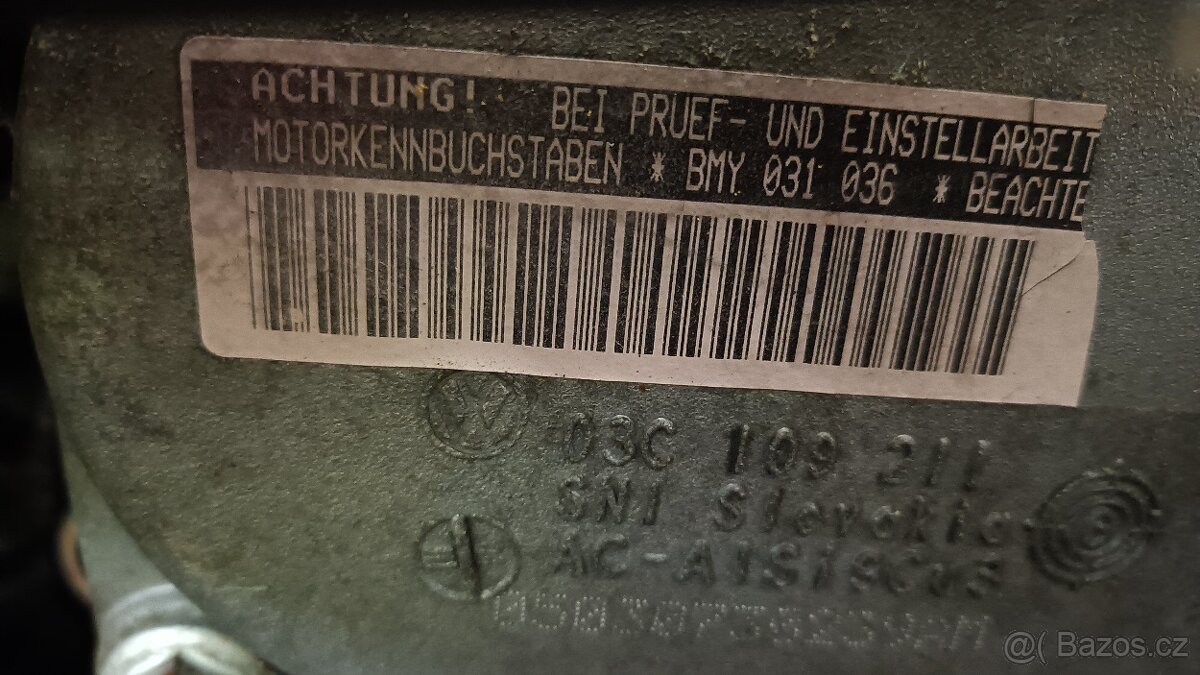 ACHTUNG! BEI PRUEF- UND EINSTELLARBEIT
MOTORKENNBUCHSTABEN * BMY 031 036 * BEACHTE
03C 109 211
SNI Slovakia
@( Bazos.cz